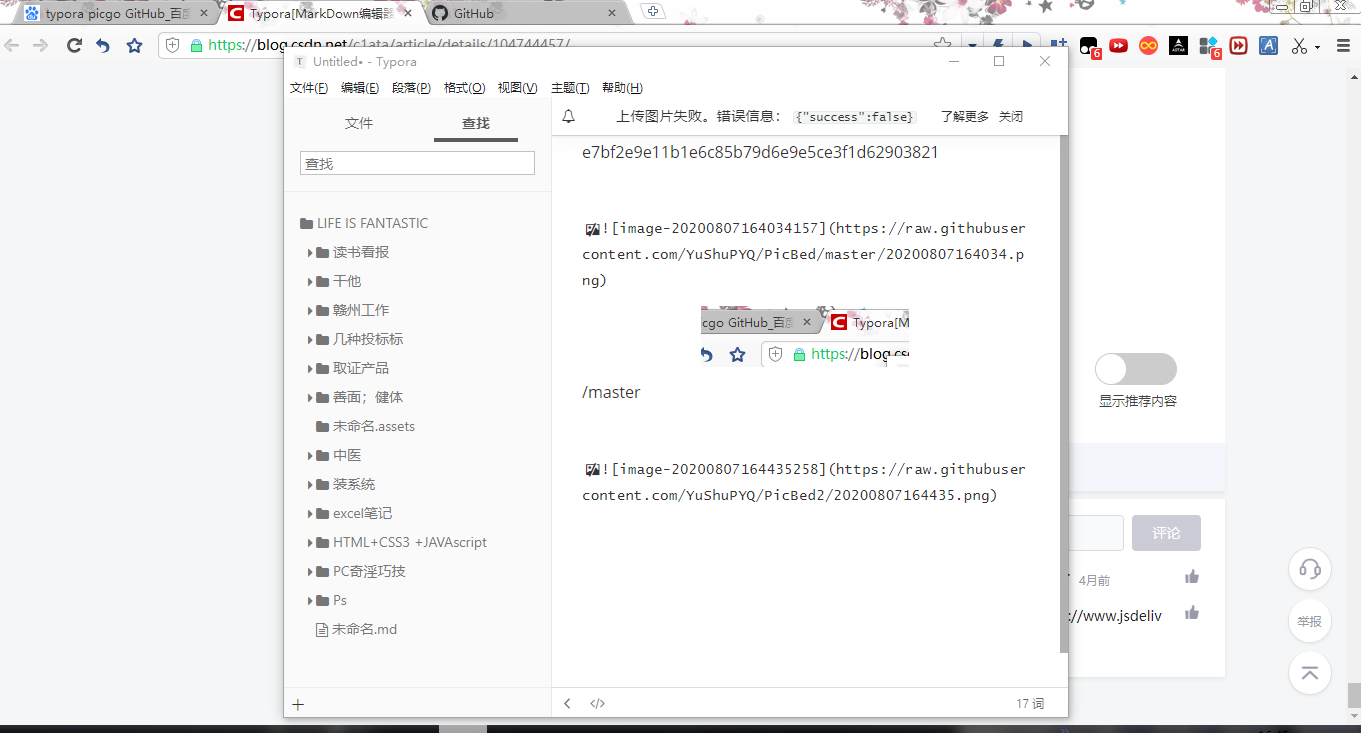 typora picgo GitHub_百度
Typora[MarkDown编辑器
GitHub
https://blog.csdn.net/c1ata/article/details/104744457/
6
6
Untitled• - Typora
文件(F) 编辑(E) 段落(P) 格式(O) 视图(V) 主题(T) 帮助(H)
文件
查找
上传图片失败。错误信息： {"success":false} 了解更多 关闭
查找
LIFE IS FANTASTIC
读书看报
干他
赣州工作
几种投标标
取证产品
善面；健体
未命名.assets
中医
装系统
excel笔记
HTML+CSS3 +JAVAscript
PC奇淫巧技
Ps
未命名.md
e7bf2e9e11b1e6c85b79d6e9e5ce3f1d62903821
![image-20200807164034157](https://raw.githubuser
content.com/YuShuPYQ/PicBed/master/20200807164034.p
ng)
cgo GitHub_百度
Typora[M
https://blog.cs
/master
![image-20200807164435258](https://raw.githubuser
content.com/YuShuPYQ/PicBed2/20200807164435.png)
17 词
显示推荐内容
评论
4月前
://www.jsdeliv
举报